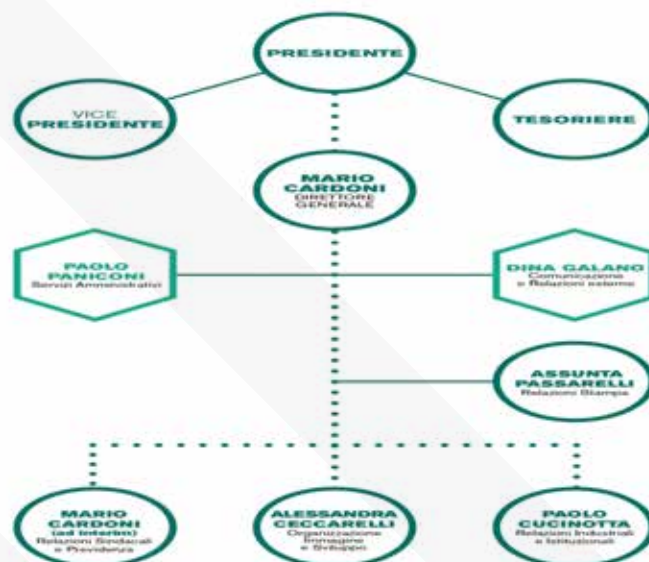 PRESIDENTE
VICE
PRESIDENTE
TESORIERE
MARIO
CARDONI
DIRETTORE
GENERALE
PAOLO
PANICONI
Servizi Amministrativi
DINA GALANO
Comunicazione
e Relazioni esterne
ASSUNTA
PASSARELLI
Relazioni Stampa
MARIO
CARDONI
(ad interim)
Relazioni Sindacali
e Previdenza
ALESSANDRA
CECCARELLI
Organizzazione
Immagine
e Sviluppo
PAOLO
CUCINOTTA
Relazioni Industriali
e Istituzionali